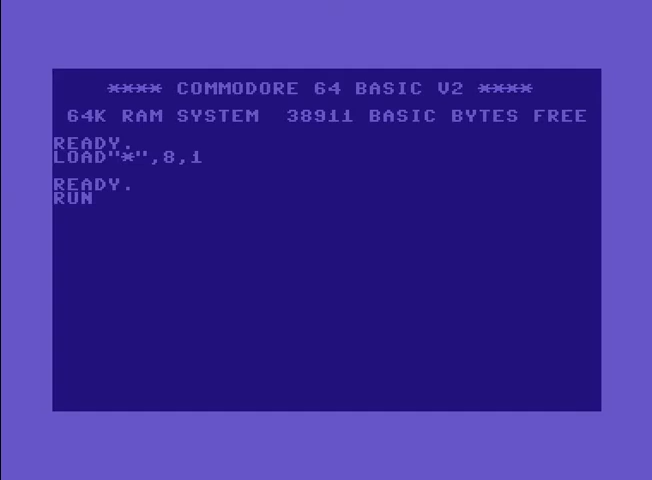 **** COMMODORE 64 BASIC V2 ****
64K RAM SYSTEM  38911 BASIC BYTES FREE
READY.
LOAD"*",8,1
READY.
RUN